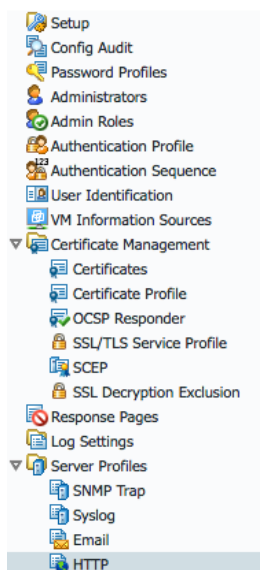 Setup
Config Audit
Password Profiles
Administrators
Admin Roles
Authentication Profile
123
Authentication Sequence
User Identification
VM Information Sources
Certificate Management
Certificates
Certificate Profile
OCSP Responder
SSL/TLS Service Profile
SCEP
SSL Decryption Exclusion
Response Pages
Log Settings
Server Profiles
SNMP Trap
Syslog
Email
HTTP